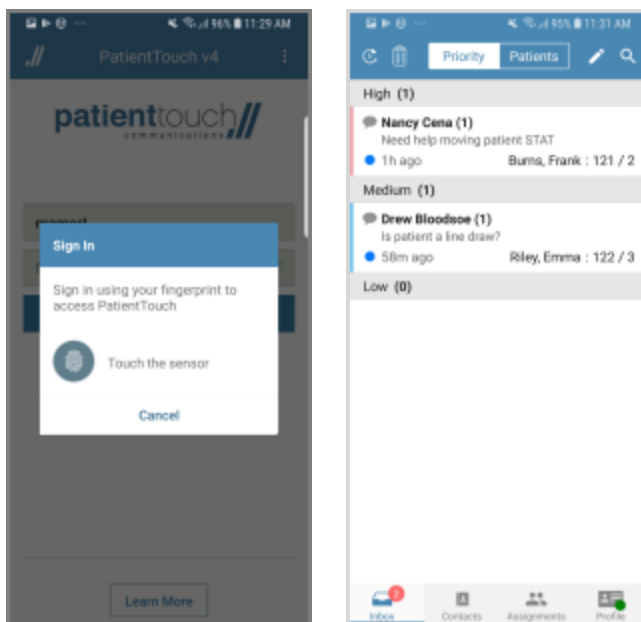 96% 11:29 AM
PatientTouch v4
patienttouch
communications
Sign In
Sign in using your fingerprint to
access PatientTouch
Touch the sensor
Cancel
Learn More
95% 11:31 AM
Priority Patients
High (1)
Nancy Cena (1)
Need help moving patient STAT
1h ago Burns, Frank : 121 / 2
Medium (1)
Drew Bloodsoe (1)
Is patient a line draw?
58m ago Riley, Emma : 122 / 3
Low (0)
2
Inbox Contacts Assignments Profile